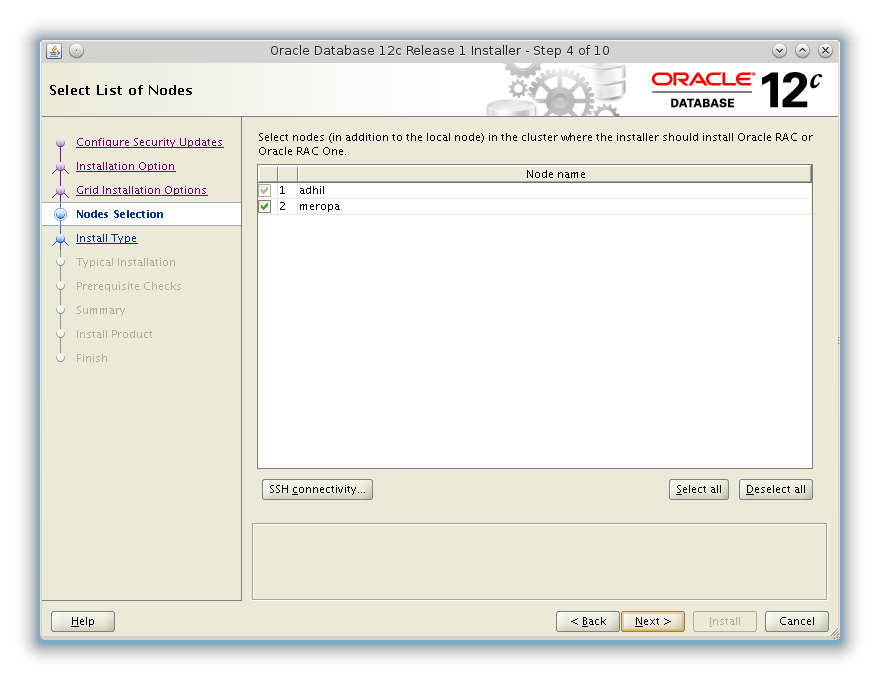 Oracle Database 12c Release 1 Installer - Step 4 of 10
Select List of Nodes
ORACLE®
DATABASE
12c
Configure Security Updates
Installation Option
Grid Installation Options
Nodes Selection
Install Type
Typical Installation
Prerequisite Checks
Summary
Install Product
Finish
Select nodes (in addition to the local node) in the cluster where the installer should install Oracle RAC or
Oracle RAC One.
Node name
1 adhil
2 meropa
SSH connectivity...
Select all
Deselect all
Help
< Back
Next >
Install
Cancel